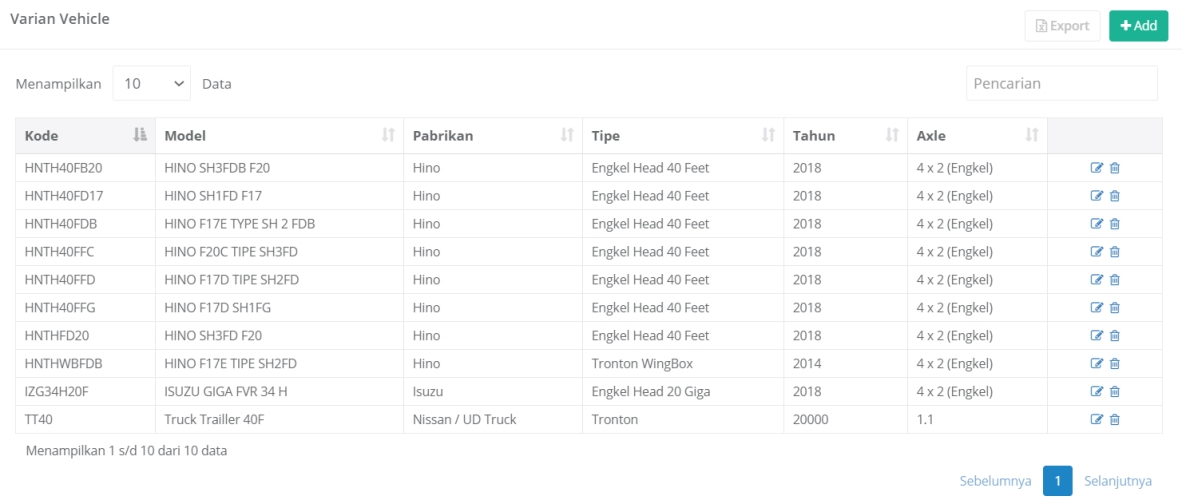 Varian Vehicle
Export
Add
Menampilkan 10 Data
Pencarian
Kode Model Pabrikan Tipe Tahun Axle
HNTH40FB20 HINO SH3FDB F20 Hino Engkel Head 40 Feet 2018 4 x 2 (Engkel)
HNTH40FD17 HINO SH1FD F17 Hino Engkel Head 40 Feet 2018 4 x 2 (Engkel)
HNTH40FDB HINO F17E TYPE SH 2 FDB Hino Engkel Head 40 Feet 2018 4 x 2 (Engkel)
HNTH40FFC HINO F20C TIPE SH3FD Hino Engkel Head 40 Feet 2018 4 x 2 (Engkel)
HNTH40FFD HINO F17D TIPE SH2FD Hino Engkel Head 40 Feet 2018 4 x 2 (Engkel)
HNTH40FFG HINO F17D SH1FG Hino Engkel Head 40 Feet 2018 4 x 2 (Engkel)
HNTHFD20 HINO SH3FD F20 Hino Engkel Head 40 Feet 2018 4 x 2 (Engkel)
HNTHWBFDB HINO F17E TIPE SH2FD Hino Tronton WingBox 2014 4 x 2 (Engkel)
IZG34H20F ISUZU GIGA FVR 34 H Isuzu Engkel Head 20 Giga 2018 4 x 2 (Engkel)
TT40 Truck Trailler 40F Nissan / UD Truck Tronton 20000 1.1
Menampilkan 1 s/d 10 dari 10 data
Sebelumnya 1 Selanjutnya